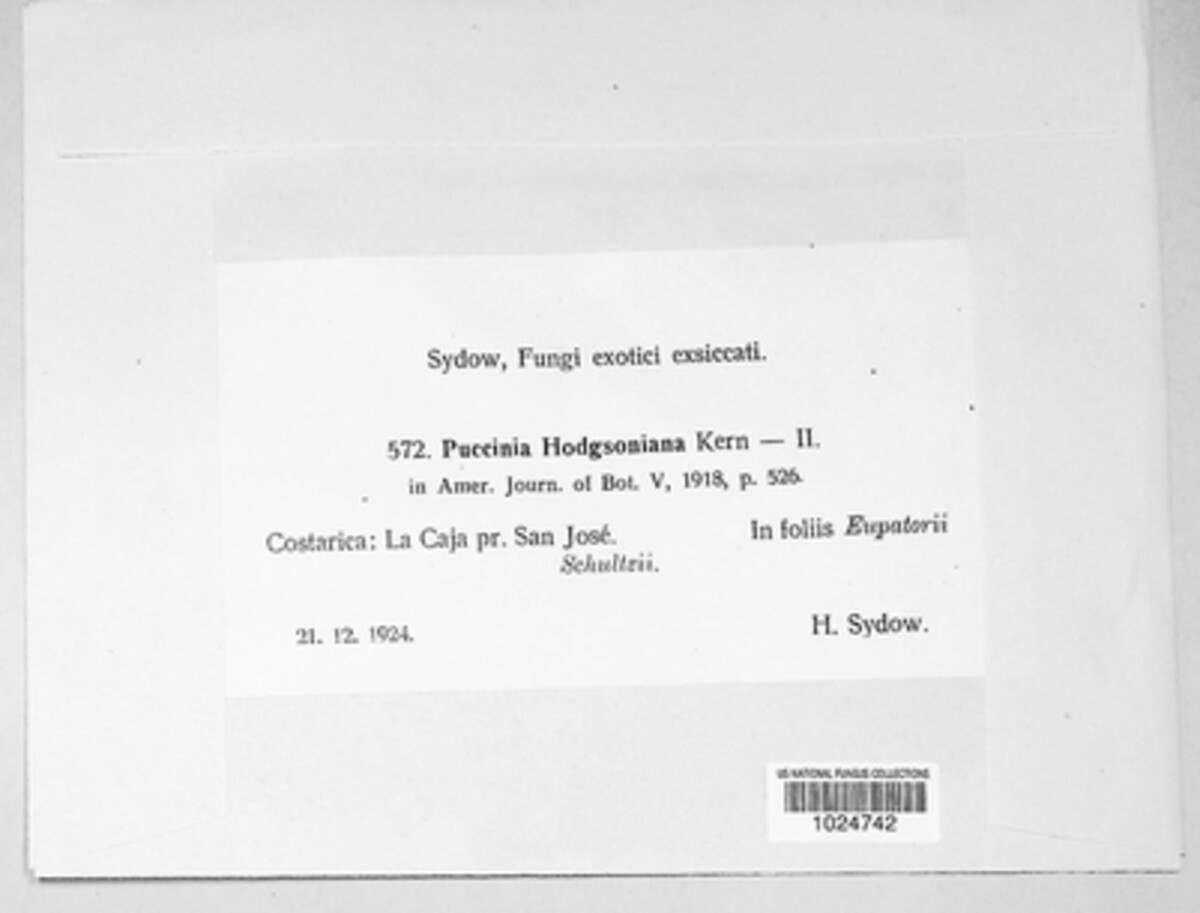 Sydow, Fungi exotici exsiccati.
572. Puccinia Hodgsoniana Kern — II.
in Amer. Journ. of Bot. V, 1918, p. 526.
Costarica: La Caja pr. San José. In foliis Eupatorii
Schultzii.
21. 12. 1924. H. Sydow.
US NATIONAL FUNGUS COLLECTIONS
1024742